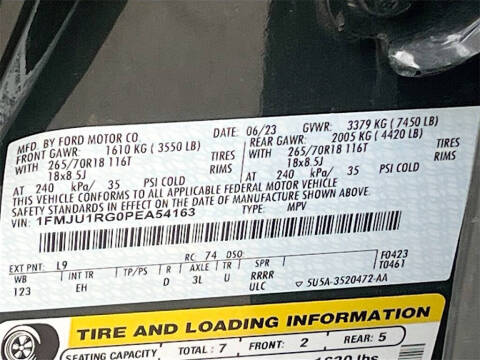 MFD. BY FORD MOTOR CO. DATE: 06/23 GVWR: 3379 KG (7450 LB)
FRONT GAWR: 1610 KG (3550 LB) REAR GAWR: 2005 KG (4420 LB)
WITH 265/70R18 116T TIRES WITH 265/70R18 116T TIRES
18x8.5J RIMS 18x8.5J RIMS
AT 240 kPa/ 35 PSI COLD AT 240 kPa/ 35 PSI COLD
THIS VEHICLE CONFORMS TO ALL APPLICABLE FEDERAL MOTOR VEHICLE
SAFETY STANDARDS IN EFFECT ON THE DATE OF MANUFACTURE SHOWN ABOVE.
VIN: 1FMJU1RG0PEA54163 TYPE: MPV
EXT PNT: L9 RC: 74 DSO: F0423
WB INT TR TP/PS R AXLE TR SPR T0461
123 EH D 3L U RRRR
ULC 5U5A-3520472-AA
TIRE AND LOADING INFORMATION
SEATING CAPACITY TOTAL: 7 FRONT: 2 REAR: 5